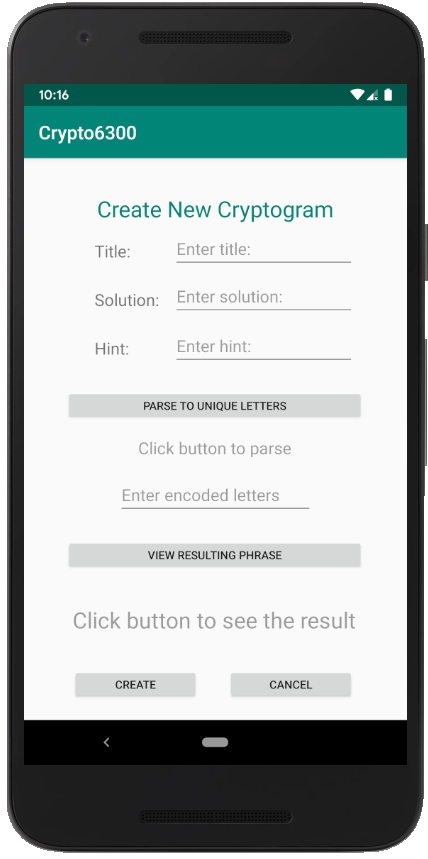 10:16
Crypto6300
Create New Cryptogram
Title: Enter title:
Solution: Enter solution:
Hint: Enter hint:
PARSE TO UNIQUE LETTERS
Click button to parse
Enter encoded letters
VIEW RESULTING PHRASE
Click button to see the result
CREATE CANCEL